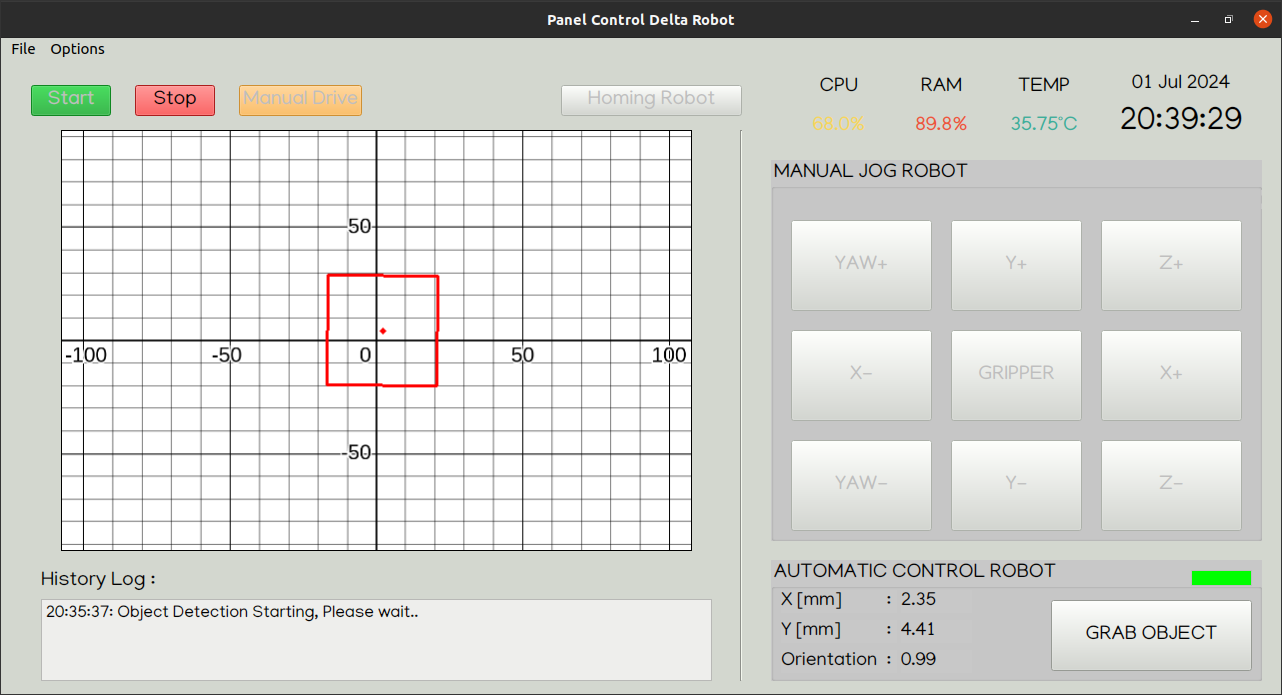 Panel Control Delta Robot
File Options
Start Stop Manual Drive Homing Robot
CPU RAM TEMP 01 Jul 2024
68.0% 89.8% 35.75°C 20:39:29
MANUAL JOG ROBOT
50
-100 -50 0 50 100
-50
YAW+ Y+ Z+
X- GRIPPER X+
YAW- Y- Z-
History Log :
20:35:37: Object Detection Starting, Please wait..
AUTOMATIC CONTROL ROBOT
X [mm] : 2.35
Y [mm] : 4.41
Orientation : 0.99
GRAB OBJECT